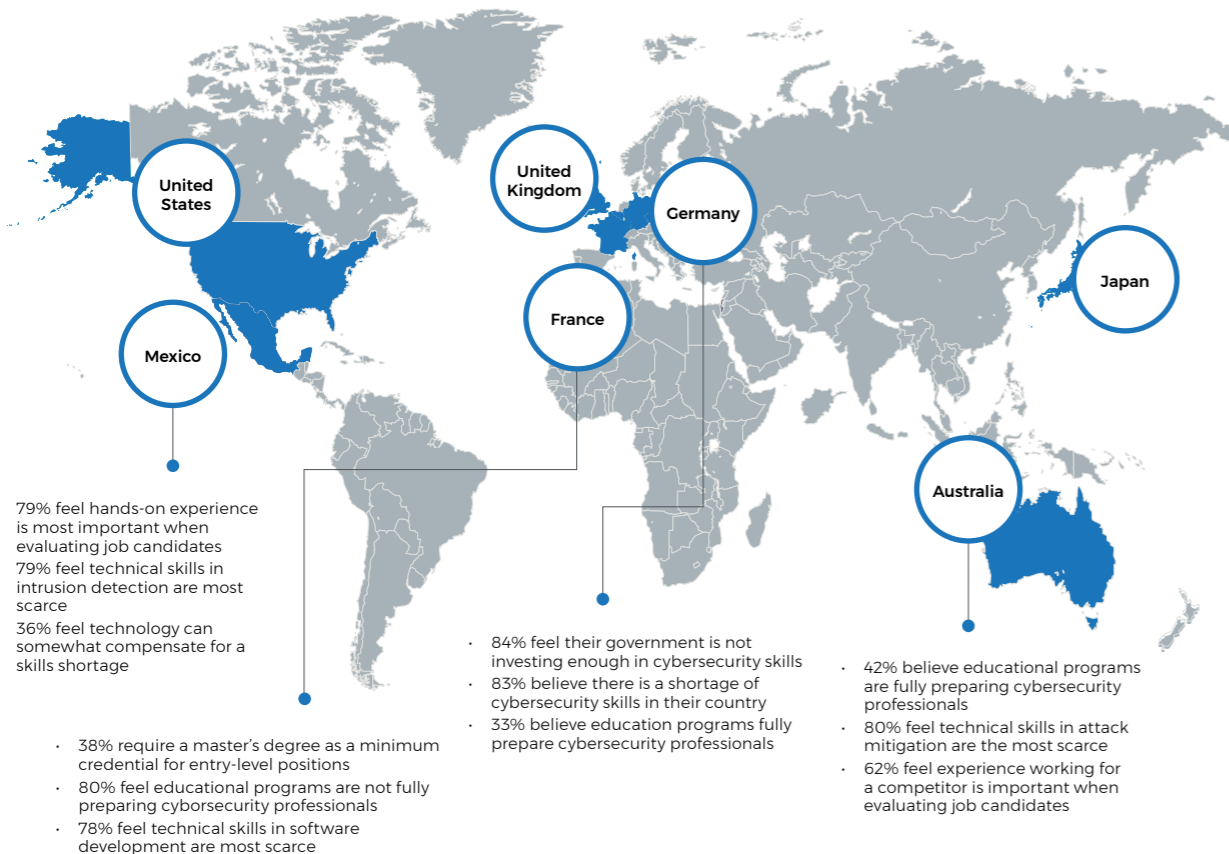 United
States
United
Kingdom
Germany
Japan
France
Mexico
Australia
79% feel hands-on experience
is most important when
evaluating job candidates
79% feel technical skills in
intrusion detection are most
scarce
36% feel technology can
somewhat compensate for a
skills shortage
• 38% require a master’s degree as a minimum
credential for entry-level positions
• 80% feel educational programs are not fully
preparing cyborsecurity professionals
• 78% feel technical skills in software
development are most scarce
• 84% feel their government is not
investing enough in cybersecurity skills
• 83% believe there is a shortage of
cybersecurity skills in their country
• 33% believe education programs fully
prepare cybersecurity professionals
• 42% believe educational programs
are fully preparing cybersecurity
professionals
• 80% feel technical skills in attack
mitigation are the most scarce
• 62% feel experience working for
a competitor is important when
evaluating job candidates